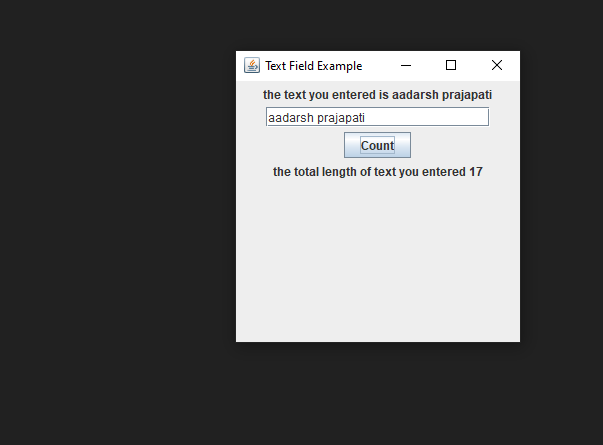 Text Field Example
the text you entered is aadarsh prajapati
aadarsh prajapati
Count
the total length of text you entered 17